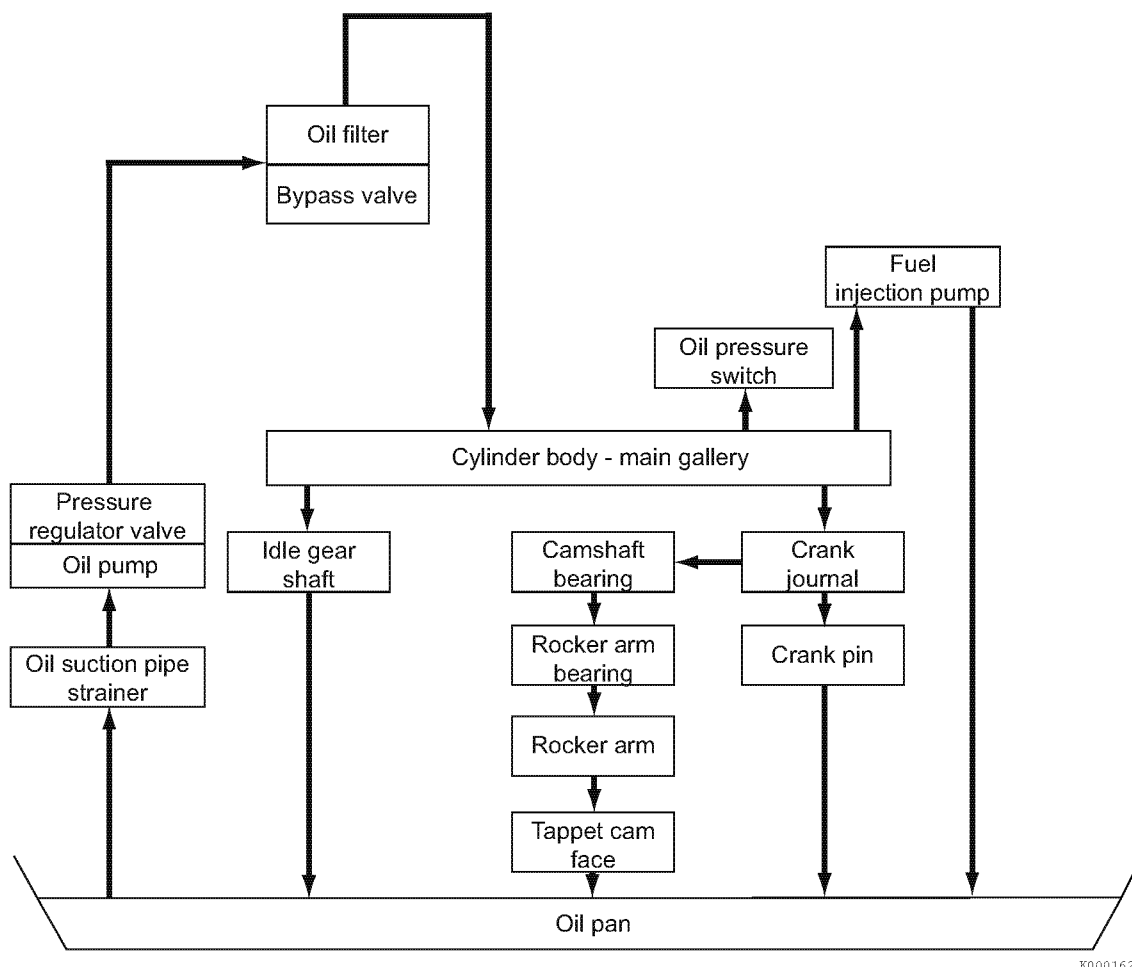 Oil filter
Bypass valve
Fuel
injection pump
Oil pressure
switch
Cylinder body - main gallery
Pressure
regulator valve
Oil pump
Idle gear
shaft
Camshaft
bearing
Crank
journal
Oil suction pipe
strainer
Rocker arm
bearing
Crank pin
Rocker arm
Tappet cam
face
Oil pan
K000162